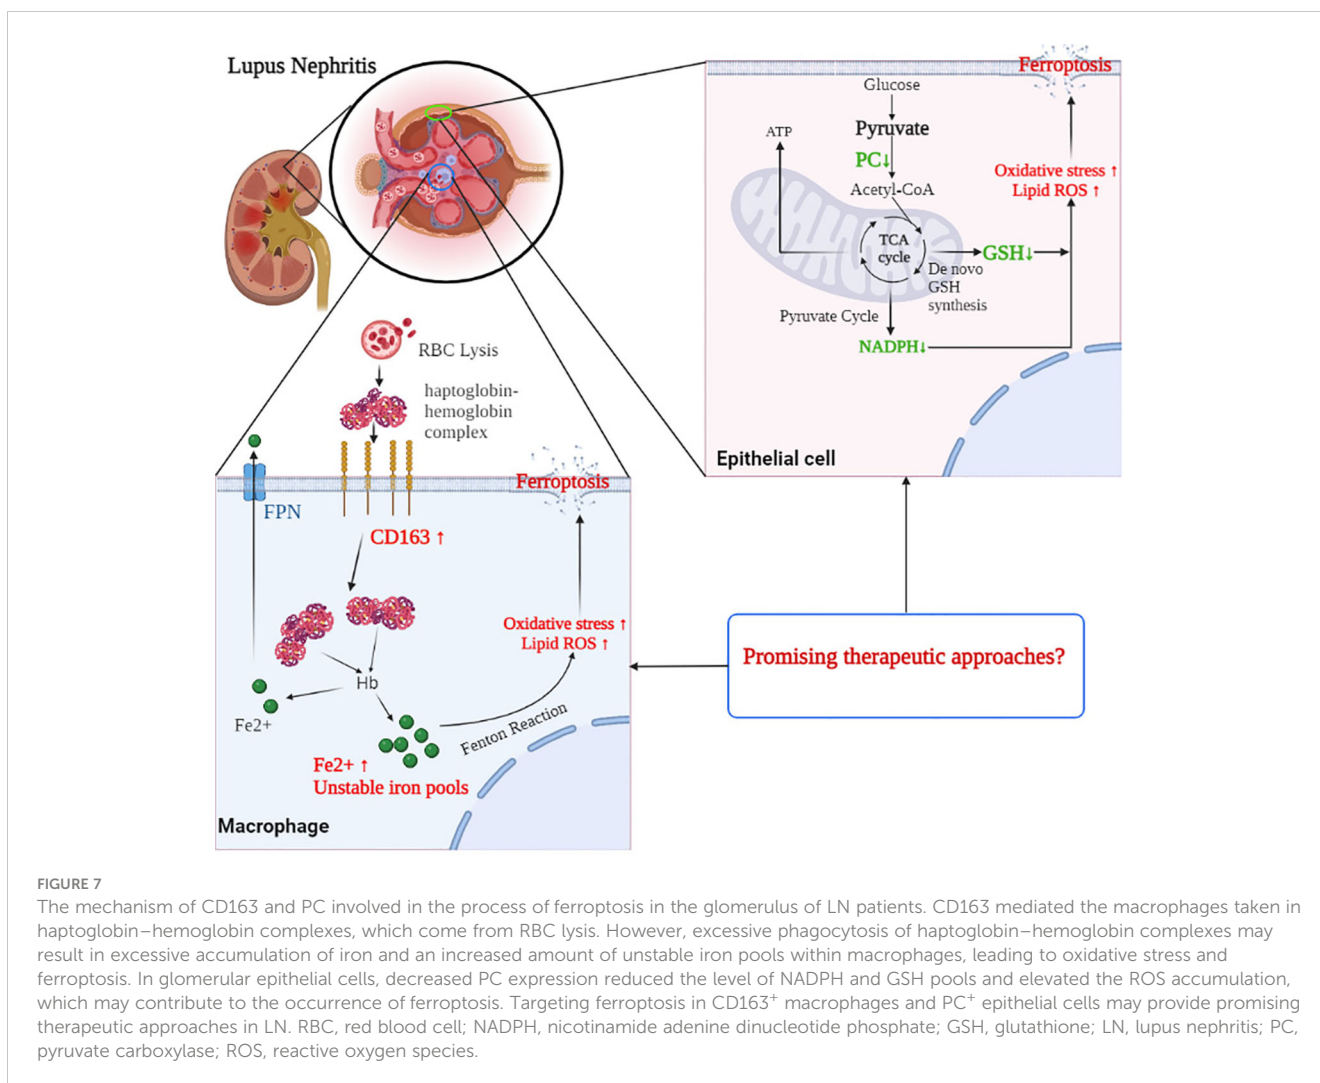 Lupus Nephritis
Ferroptosis
Glucose
Pyruvate
ATP
PC↓
Oxidative stress ↑
Lipid ROS ↑
Acetyl-CoA
TCA
cycle
GSH↓
De novo
GSH
synthesis
Pyruvate Cycle
NADPH↓
Epithelial cell
RBC Lysis
haptoglobin-
hemoglobin
complex
Ferroptosis
FPN
CD163 ↑
Oxidative stress ↑
Lipid ROS ↑
Hb
Fe2+
Fenton Reaction
Fe2+ ↑
Unstable iron pools
Macrophage
Promising therapeutic approaches?
FIGURE 7
The mechanism of CD163 and PC involved in the process of ferroptosis in the glomerulus of LN patients. CD163 mediated the macrophages taken in
haptoglobin–hemoglobin complexes, which come from RBC lysis. However, excessive phagocytosis of haptoglobin–hemoglobin complexes may
result in excessive accumulation of iron and an increased amount of unstable iron pools within macrophages, leading to oxidative stress and
ferroptosis. In glomerular epithelial cells, decreased PC expression reduced the level of NADPH and GSH pools and elevated the ROS accumulation,
which may contribute to the occurrence of ferroptosis. Targeting ferroptosis in CD163⁺ macrophages and PC⁺ epithelial cells may provide promising
therapeutic approaches in LN. RBC, red blood cell; NADPH, nicotinamide adenine dinucleotide phosphate; GSH, glutathione; LN, lupus nephritis; PC,
pyruvate carboxylase; ROS, reactive oxygen species.